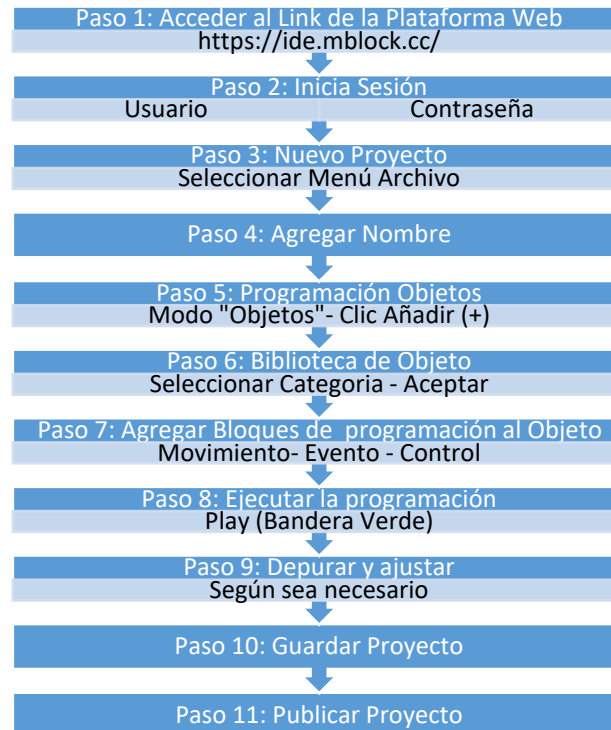 Paso 1: Acceder al Link de la Plataforma Web
https://ide.mblock.cc/
Paso 2: Inicia Sesión
Usuario Contraseña
Paso 3: Nuevo Proyecto
Seleccionar Menú Archivo
Paso 4: Agregar Nombre
Paso 5: Programación Objetos
Modo "Objetos"- Clic Añadir (+)
Paso 6: Biblioteca de Objeto
Seleccionar Categoria - Aceptar
Paso 7: Agregar Bloques de programación al Objeto
Movimiento- Evento - Control
Paso 8: Ejecutar la programación
Play (Bandera Verde)
Paso 9: Depurar y ajustar
Según sea necesario
Paso 10: Guardar Proyecto
Paso 11: Publicar Proyecto